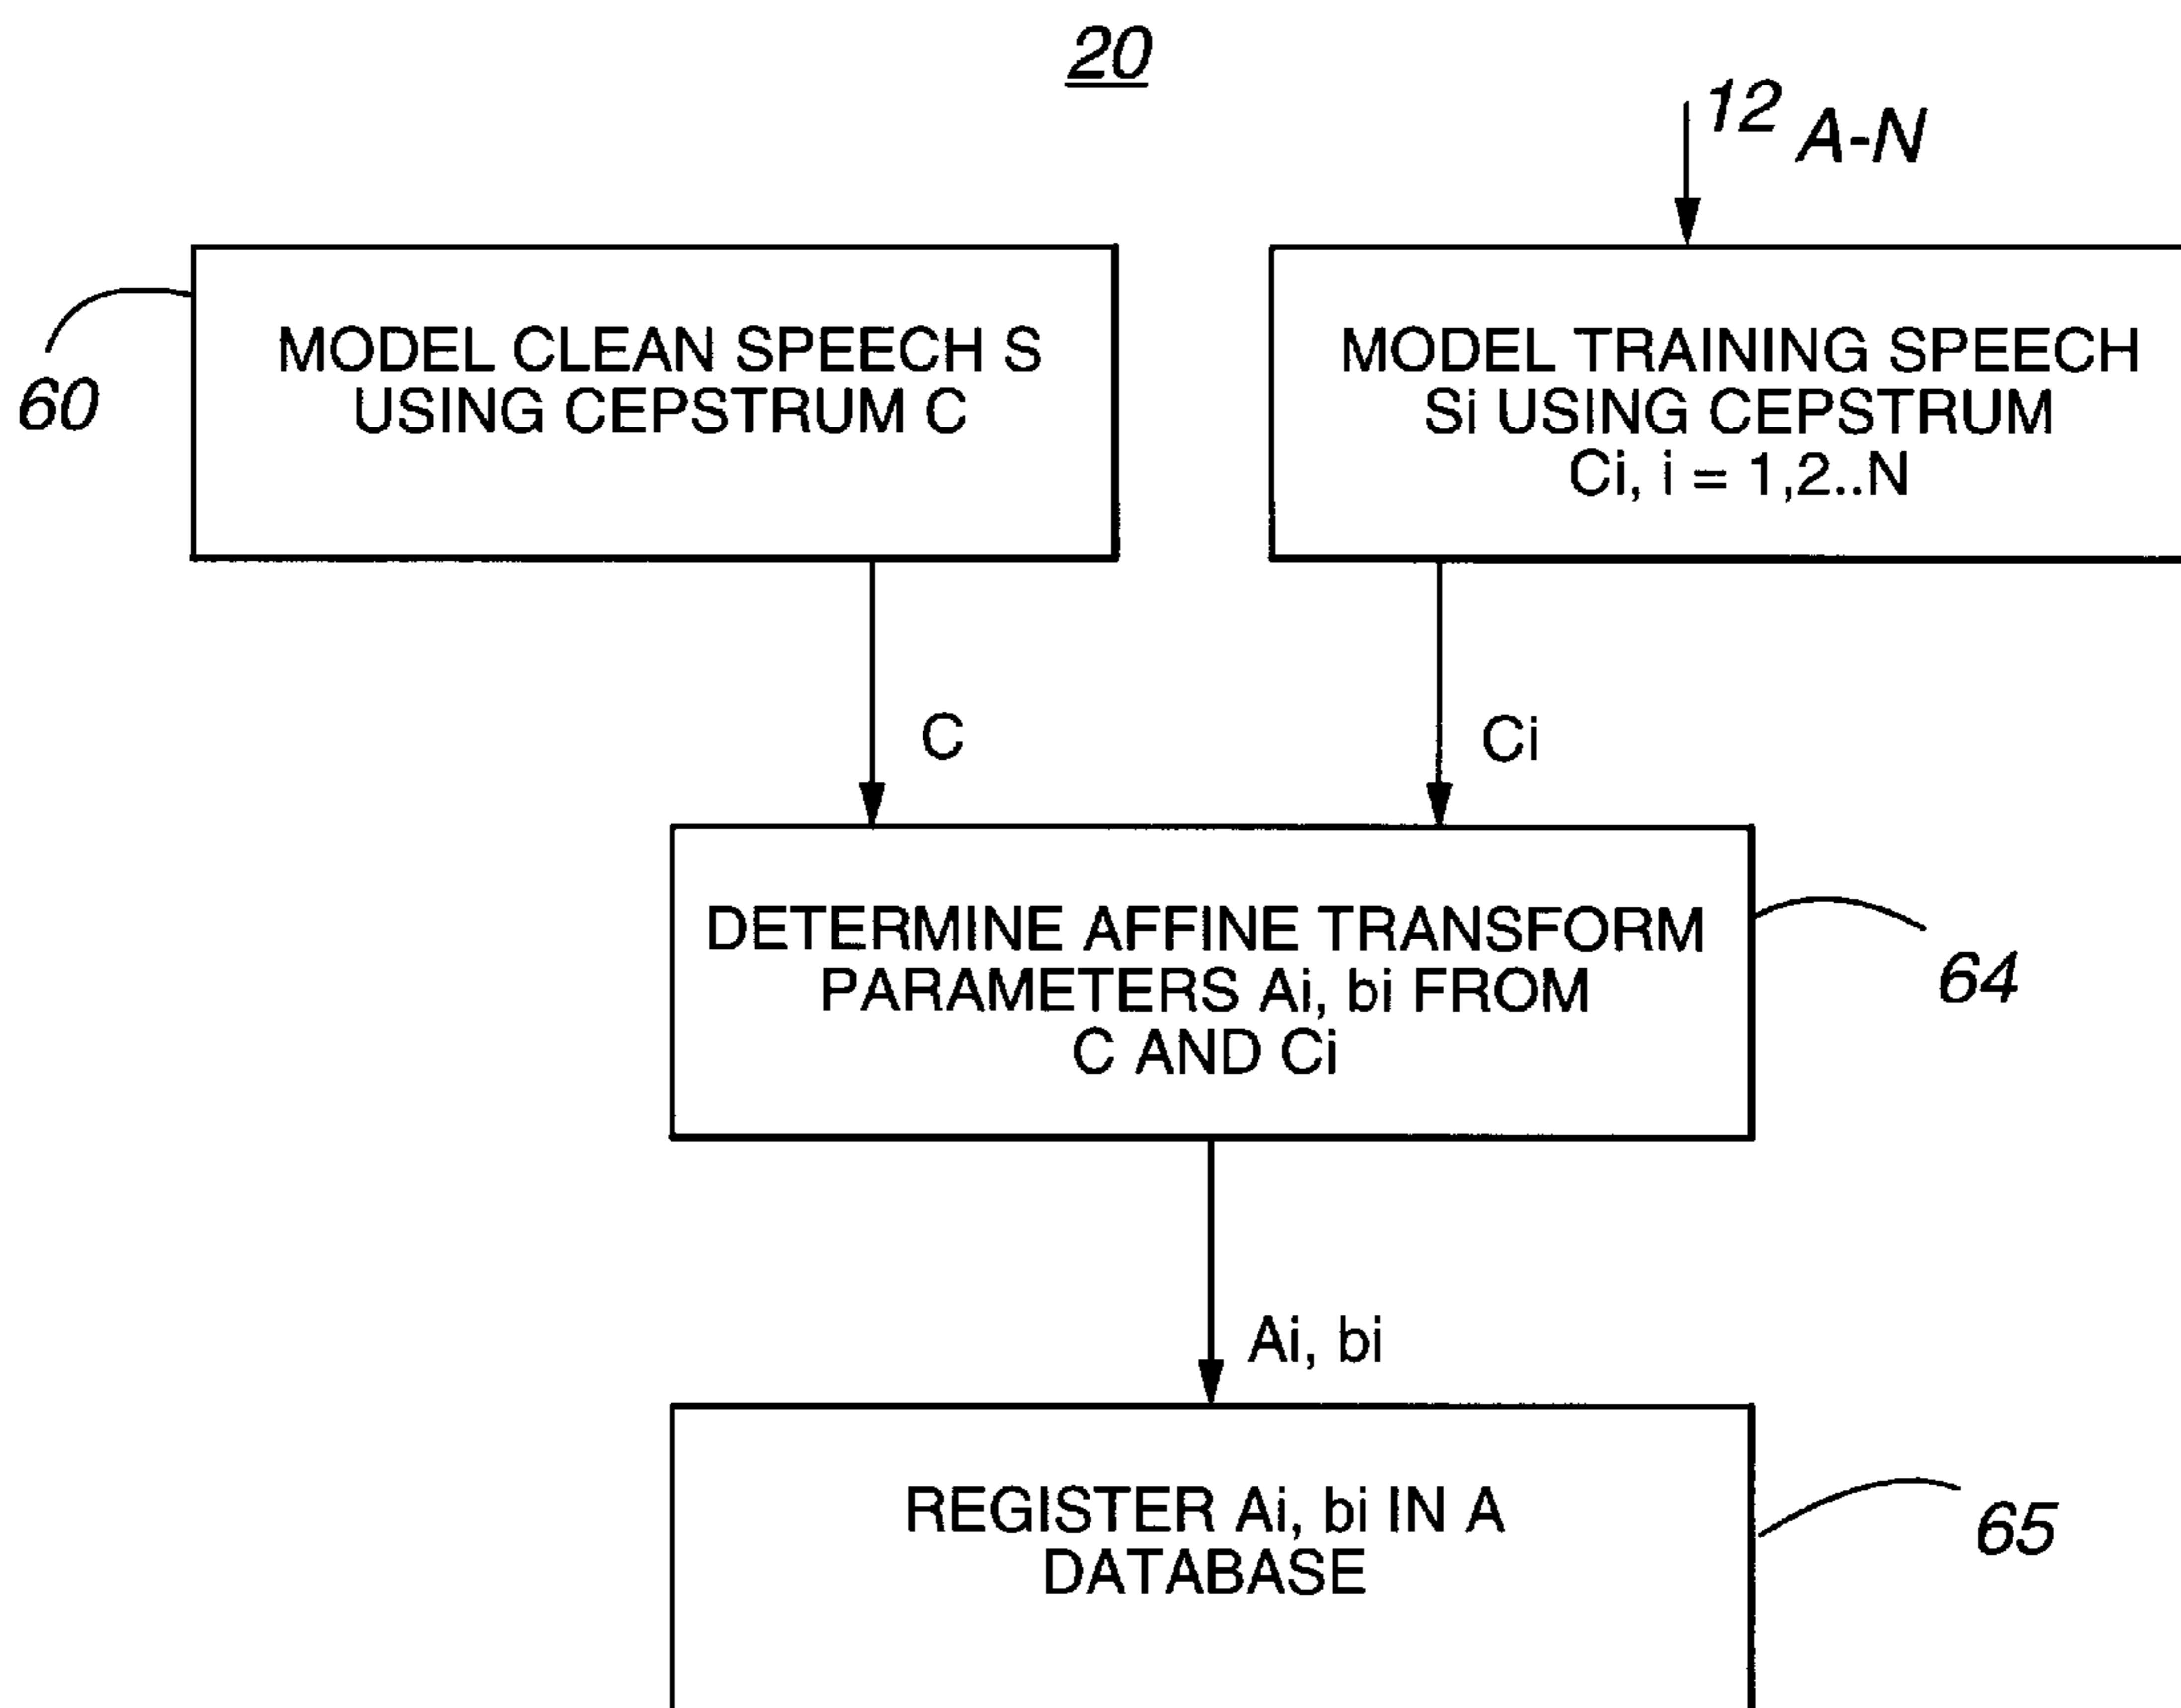 20
12 A-N
60
MODEL CLEAN SPEECH S
USING CEPSTRUM C
MODEL TRAINING SPEECH
Si USING CEPSTRUM
Ci, i = 1,2..N
C
Ci
DETERMINE AFFINE TRANSFORM
PARAMETERS Ai, bi FROM
C AND Ci
64
Ai, bi
REGISTER Ai, bi IN A
DATABASE
65